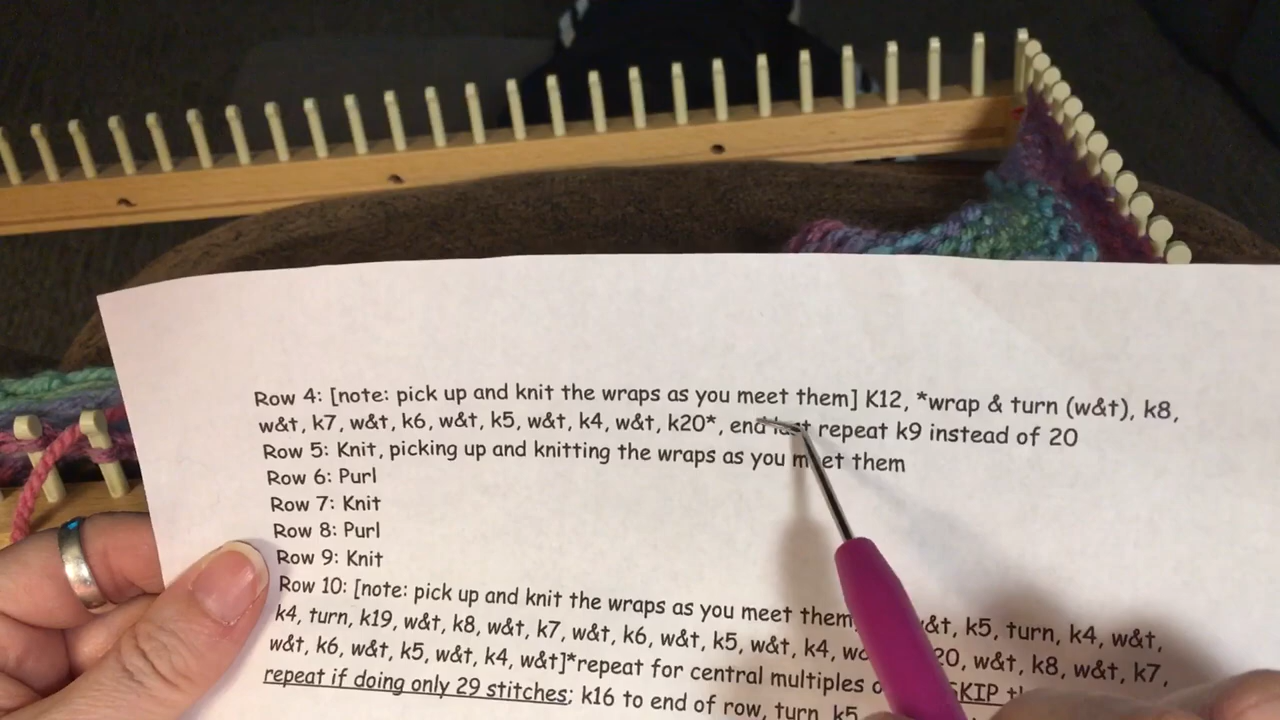 Row 4: [note: pick up and knit the wraps as you meet them] K12, *wrap & turn (w&t), k8,
w&t, k7, w&t, k6, w&t, k5, w&t, k4, w&t, k20*, end last repeat k9 instead of 20
Row 5: Knit, picking up and knitting the wraps as you meet them
Row 6: Purl
Row 7: Knit
Row 8: Purl
Row 9: Knit
Row 10: [note: pick up and knit the wraps as you meet them w&t, k5, turn, k4, w&t,
k4, turn, k19, w&t, k8, w&t, k7, w&t, k6, w&t, k5, w&t, k4, w&t, k8, w&t, k7,
w&t, k6, w&t, k5, w&t, k4, w&t]*repeat for central multiples SKIP
repeat if doing only 29 stitches; k16 to end of row, turn, k5